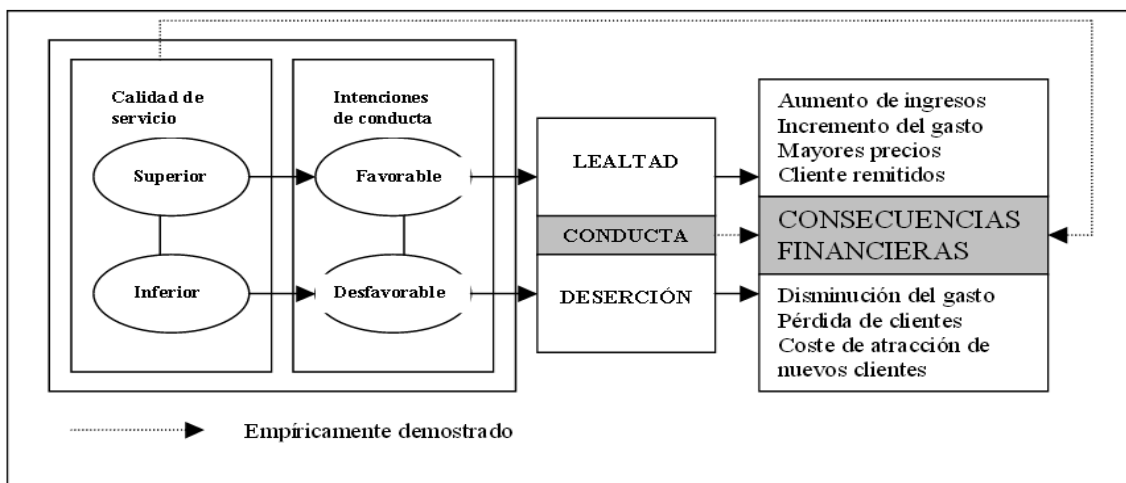 Calidad de
servicio
Superior
Inferior
Intenciones
de conducta
Favorable
Desfavorable
LEALTAD
CONDUCTA
DESERCIÓN
Aumento de ingresos
Incremento del gasto
Mayores precios
Cliente remitidos
CONSECUENCIAS
FINANCIERAS
Disminución del gasto
Pérdida de clientes
Coste de atracción de
nuevos clientes
Empíricamente demostrado